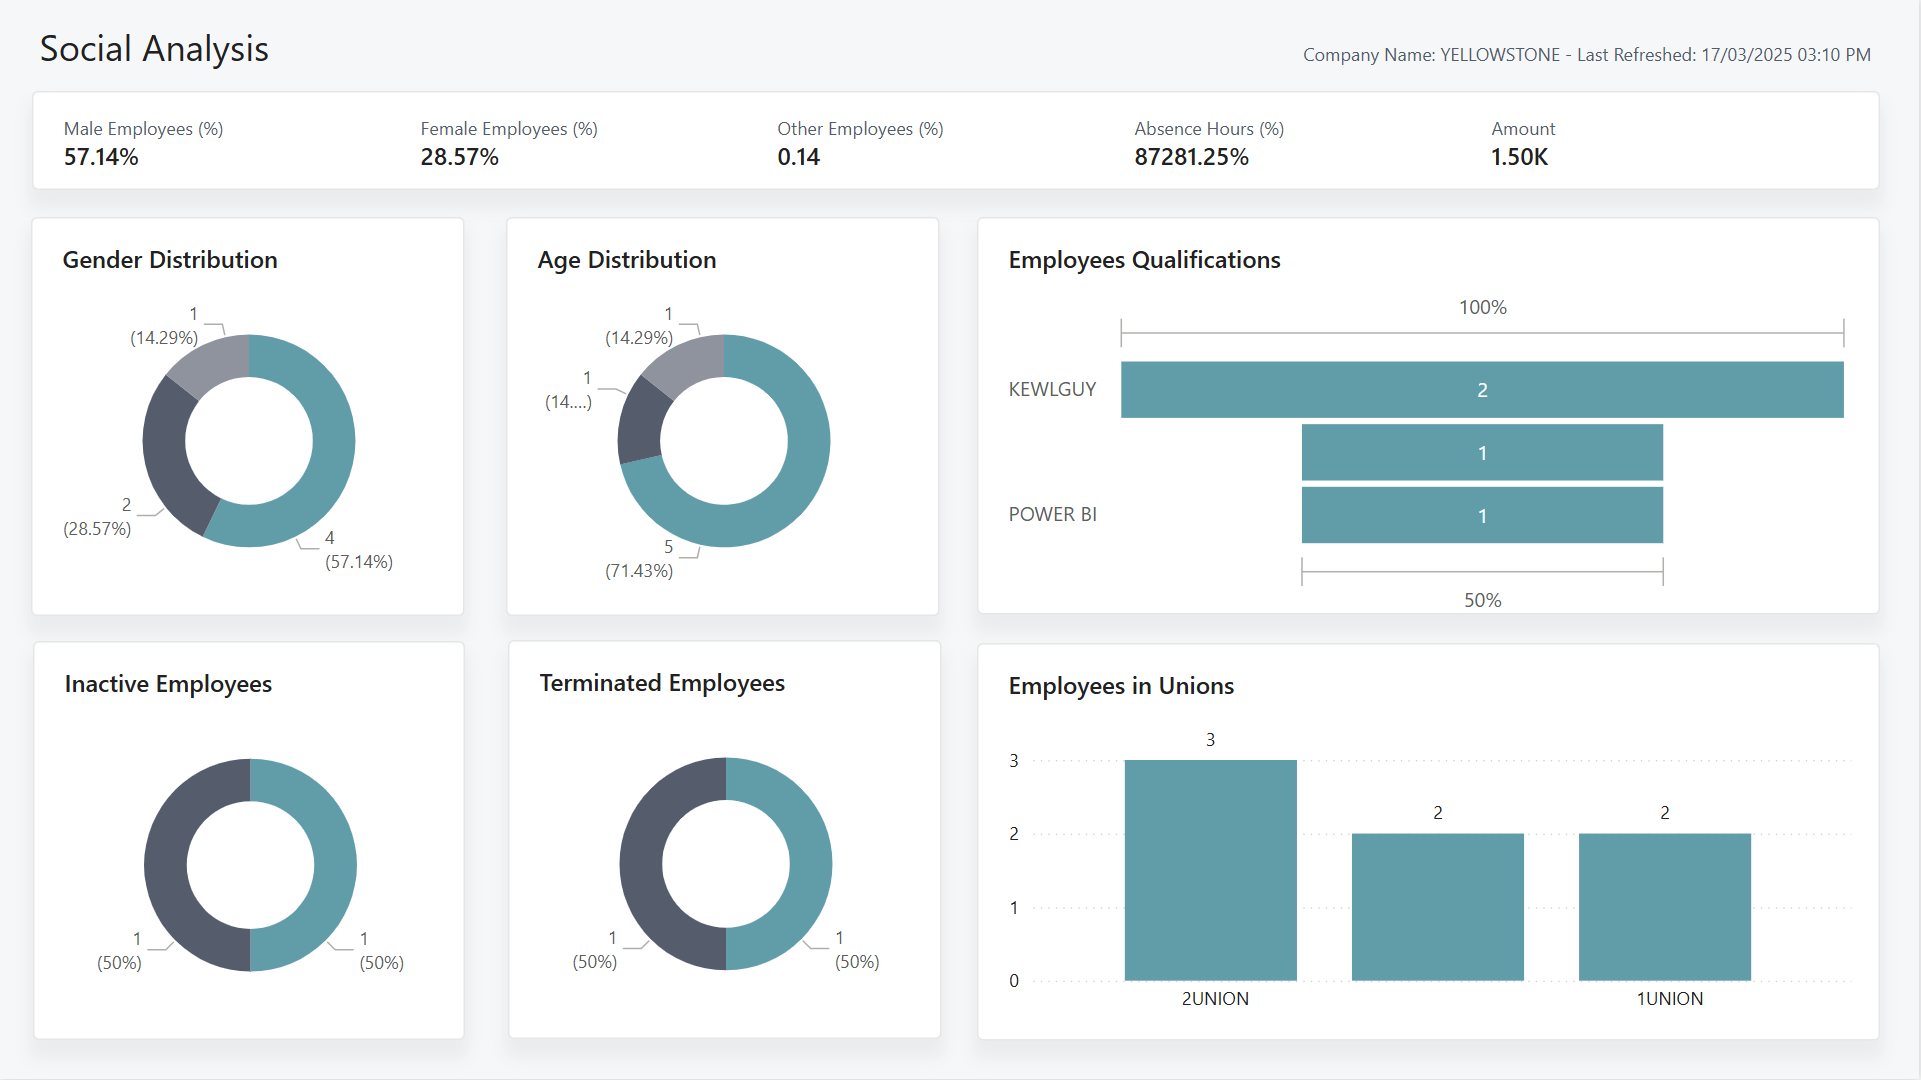 Social Analysis
Company Name: YELLOWSTONE - Last Refreshed: 17/03/2025 03:10 PM
Male Employees (%)
57.14%
Female Employees (%)
28.57%
Other Employees (%)
0.14
Absence Hours (%)
87281.25%
Amount
1.50K
Gender Distribution
1
(14.29%)
2
(28.57%)
4
(57.14%)
Age Distribution
1
(14.29%)
1
(14....)
5
(71.43%)
Employees Qualifications
100%
KEWLGUY
2
1
POWER BI
1
50%
Inactive Employees
1
(50%)
1
(50%)
Terminated Employees
1
(50%)
1
(50%)
Employees in Unions
3
2
1
0
3
2
2
2UNION
1UNION